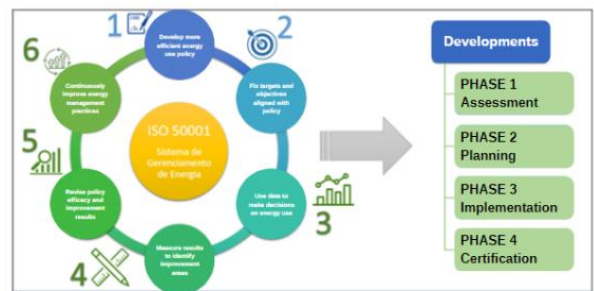 1
Develop more
efficient energy
use policy
2
Fix targets and
objectives
aligned with
policy
3
Use data to
make decisions
on energy use
4
Measure results
to identify
improvement
areas
5
Revise policy
efficacy and
improvement
results
6
Continuously
improve energy
management
practices
ISO 50001
Sistema de
Gerenciamento
de Energia
Developments
PHASE 1
Assessment
PHASE 2
Planning
PHASE 3
Implementation
PHASE 4
Certification